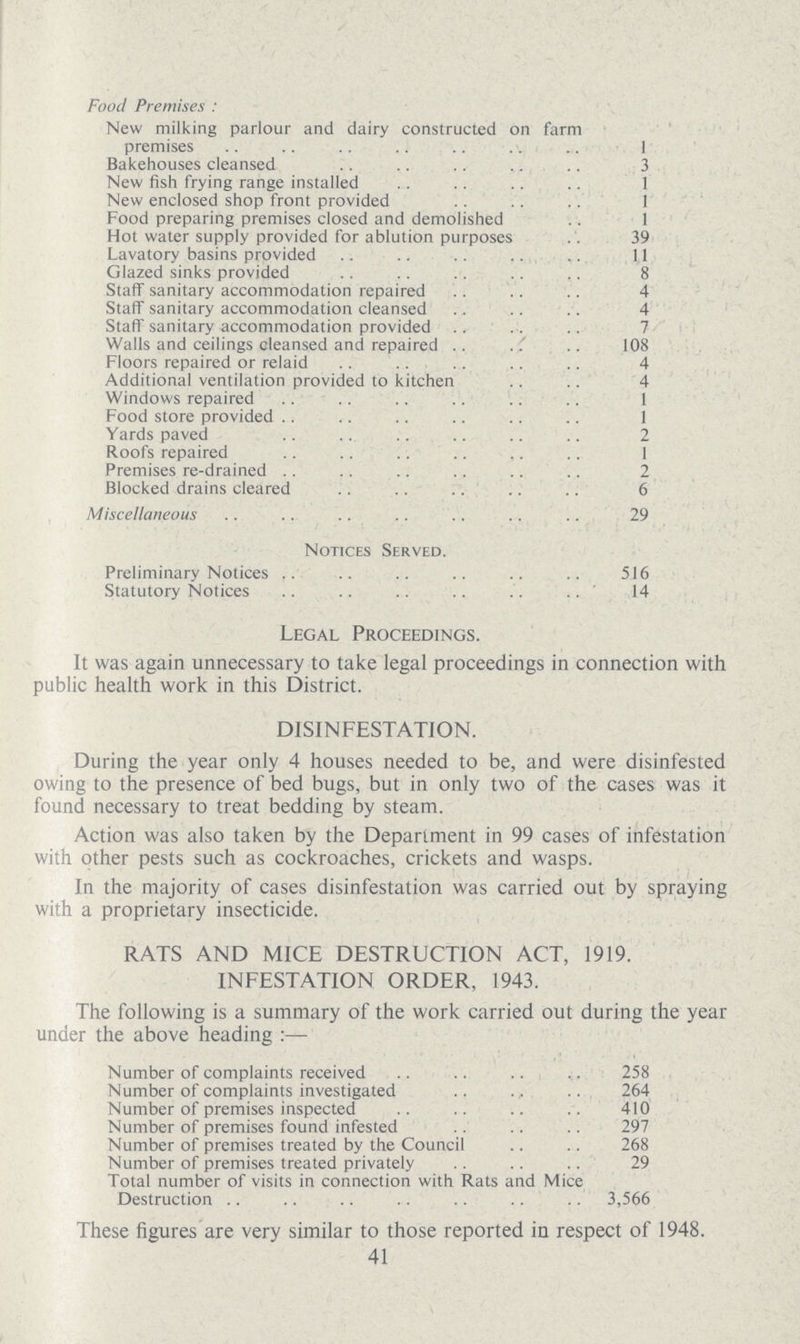 Food Premises :
New milking parlour and dairy constructed on farm
premises .. .. .. .. .. .. .. 1
Bakehouses cleansed .. .. .. .. .. 3
New fish frying range installed .. .. .. .. 1
New enclosed shop front provided .. .. .. 1
Food preparing premises closed and demolished .. 1
Hot water supply provided for ablution purposes .. 39
Lavatory basins provided .. .. .. .. .. 11
Glazed sinks provided .. .. .. .. .. 8
Staff sanitary accommodation repaired .. .. .. 4
Staff sanitary accommodation cleansed .. .. .. 4
Staff sanitary accommodation provided .. .. .. 7
Walls and ceilings cleansed and repaired .. .. .. 108
Floors repaired or relaid .. .. .. .. .. 4
Additional ventilation provided to kitchen .. .. 4
Windows repaired .. .. .. .. .. .. 1
Food store provided .. .. .. .. .. .. 1
Yards paved .. .. .. .. .. .. 2
Roofs repaired .. .. .. .. .. .. 1
Premises re-drained .. .. .. .. .. .. 2
Blocked drains cleared .. .. .. .. .. 6
Miscellaneous .. .. .. .. .. .. .. 29
NOTICES SERVED.
Preliminary Notices .. .. .. .. .. .. 516
Statutory Notices .. .. .. .. .. .. 14
LEGAL PROCEEDINGS.
It was again unnecessary to take legal proceedings in connection with
public health work in this District.
DISINFESTATION.
During the year only 4 houses needed to be, and were disinfested
owing to the presence of bed bugs, but in only two of the cases was it
found necessary to treat bedding by steam.
Action was also taken by the Department in 99 cases of infestation
with other pests such as cockroaches, crickets and wasps.
In the majority of cases disinfestation was carried out by spraying
with a proprietary insecticide.
RATS AND MICE DESTRUCTION ACT, 1919.
INFESTATION ORDER, 1943.
The following is a summary of the work carried out during the year
under the above heading :—
Number of complaints received .. .. .. .. 258
Number of complaints investigated .. .. .. 264
Number of premises inspected .. .. .. .. 410
Number of premises found infested .. .. .. 297
Number of premises treated by the Council .. .. 268
Number of premises treated privately .. .. .. 29
Total number of visits in connection with Rats and Mice
Destruction .. .. .. .. .. .. .. 3,566
These figures are very similar to those reported in respect of 1948.
41